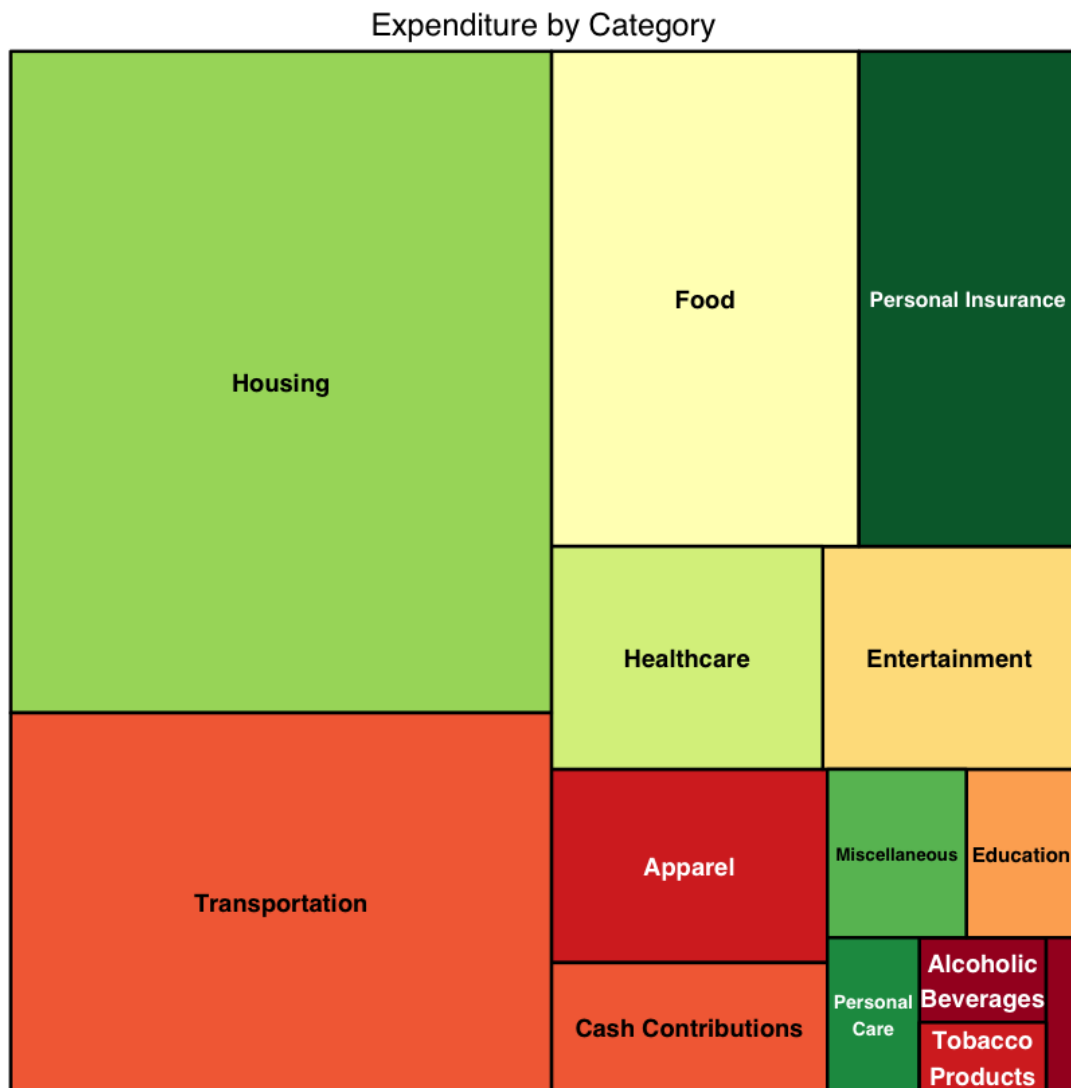 Expenditure by Category
Housing
Food
Personal Insurance
Healthcare
Entertainment
Transportation
Apparel
Miscellaneous
Education
Cash Contributions
Personal
Care
Alcoholic
Beverages
Tobacco
Products